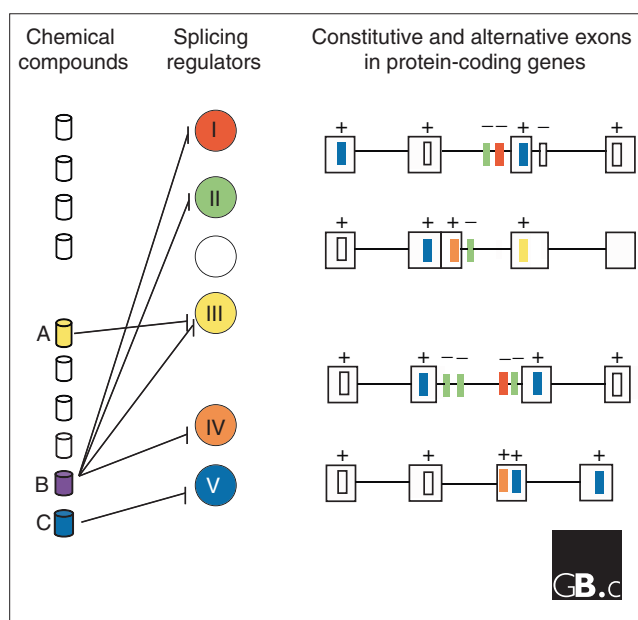 Chemical
compounds
Splicing
regulators
Constitutive and alternative exons
in protein-coding genes
+ + – – + – +
I
II
+ + + – +
A
III
+ + – – – – + +
IV
+ + + + +
B
V
C
GB.c